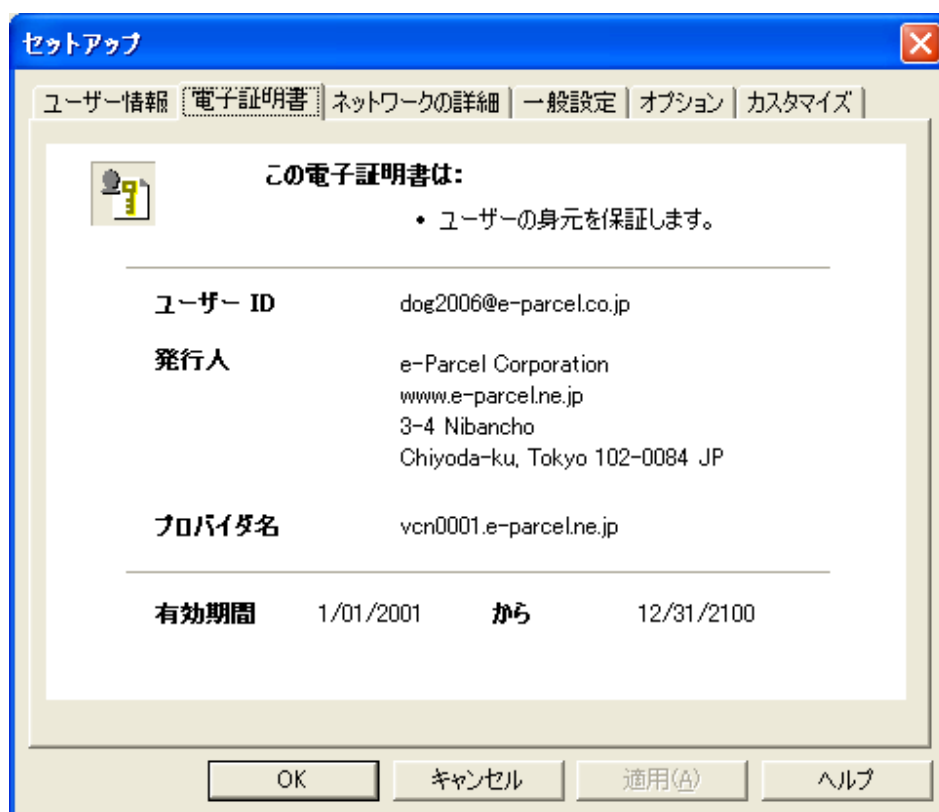 セットアップ
ユーザー情報 電子証明書 ネットワークの詳細 一般設定 オプション カスタマイズ
この電子証明書は:
• ユーザーの身元を保証します。
ユーザー ID dog2006@e-parcel.co.jp
発行人 e-Parcel Corporation
www.e-parcel.ne.jp
3-4 Nibancho
Chiyoda-ku, Tokyo 102-0084 JP
プロバイダ名 vcn0001.e-parcel.ne.jp
有効期間 1/01/2001 から 12/31/2100
OK キャンセル 適用(A) ヘルプ